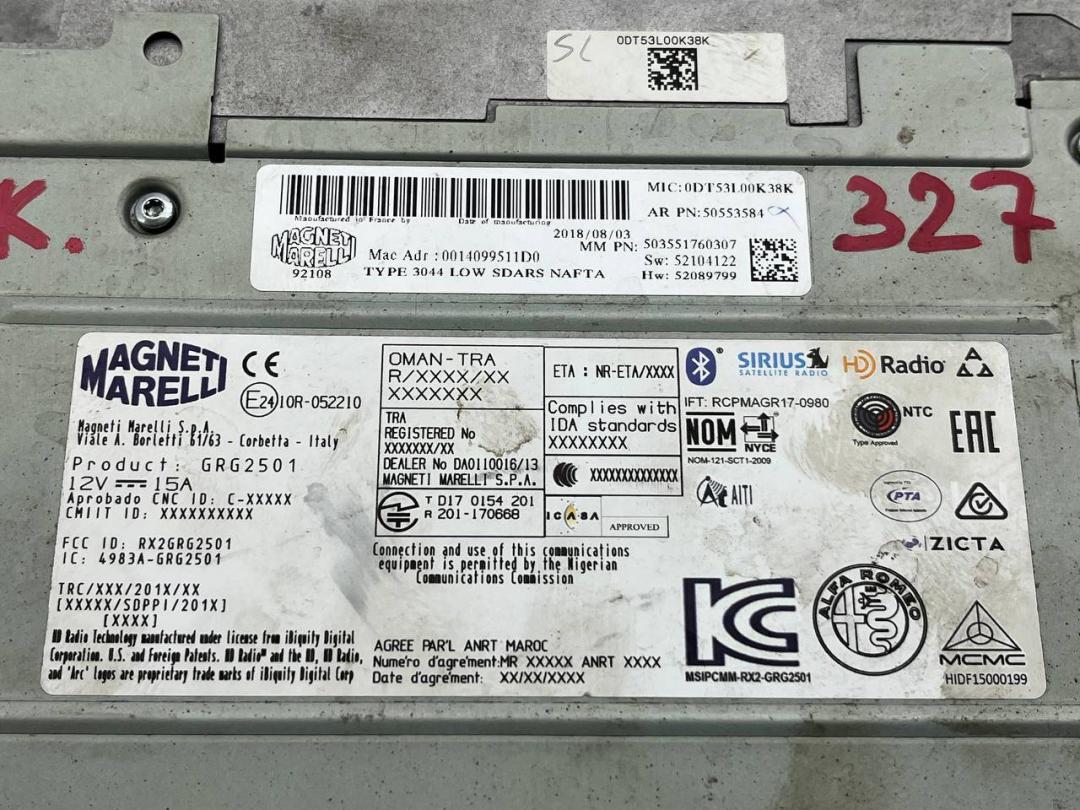 SL
0DT53L00K38K
K.
327
MIC: 0DT53L00K38K
AR PN: 50553584
Manufactured in France by
Date of manufacturing
2018/08/03
MM PN: 503551760307
MAGNETI
MARELLI
92108
Mac Adr : 0014099511D0
Sw: 52104122
TYPE 3044 LOW SDARS NAFTA
Hw: 52089799
MAGNETI
MARELLI
CE
E24 10R-052210
Magneti Marelli S.p.A.
Viale A. Borletti 61/63 - Corbetta - Italy
Product: GRG2501
12V 15A
Aprobado CNC ID: C-XXXXX
CMIIT ID: XXXXXXXXXX
FCC ID: RX2GRG2501
IC: 4983A-GRG2501
TRC/XXX/201X/XX
[XXXXX/SDPPI/201X]
[XXXX]
HD Radio Technology manufactured under license from iBiquity Digital
Corporation. U.S. and Foreign Patents. HD Radio™ and the HD, HD Radio,
and 'Arc' logos are proprietary trade marks of iBiquity Digital Corp
OMAN-TRA
R/XXXX/XX
XXXXXXX
TRA
REGISTERED No
XXXXXXX/XX
DEALER No DA0110016/13
MAGNETI MARELLI S.P.A.
T D17 0154 201
R 201-170668
ETA : NR-ETA/XXXX
Complies with
IDA standards
XXXXXXXX
XXXXXXXXXXXXX
ICASA
APPROVED
Connection and use of this communications
equipment is permitted by the Nigerian
Communications Commission
AGREE PAR'L ANRT MAROC
Nume'ro d'agre'ment:MR XXXXX ANRT XXXX
Date d'agre'ment: XX/XX/XXXX
SIRIUS
SATELLITE RADIO
HD Radio
IFT: RCPMAGR17-0980
NOM
NYCE
NOM-121-SCT1-2009
NTC
Type Approved
EAC
AITI
PTA
ZICTA
MSIPCMM-RX2-GRG2501
ALFA ROMEO
MCMC
HIDF15000199